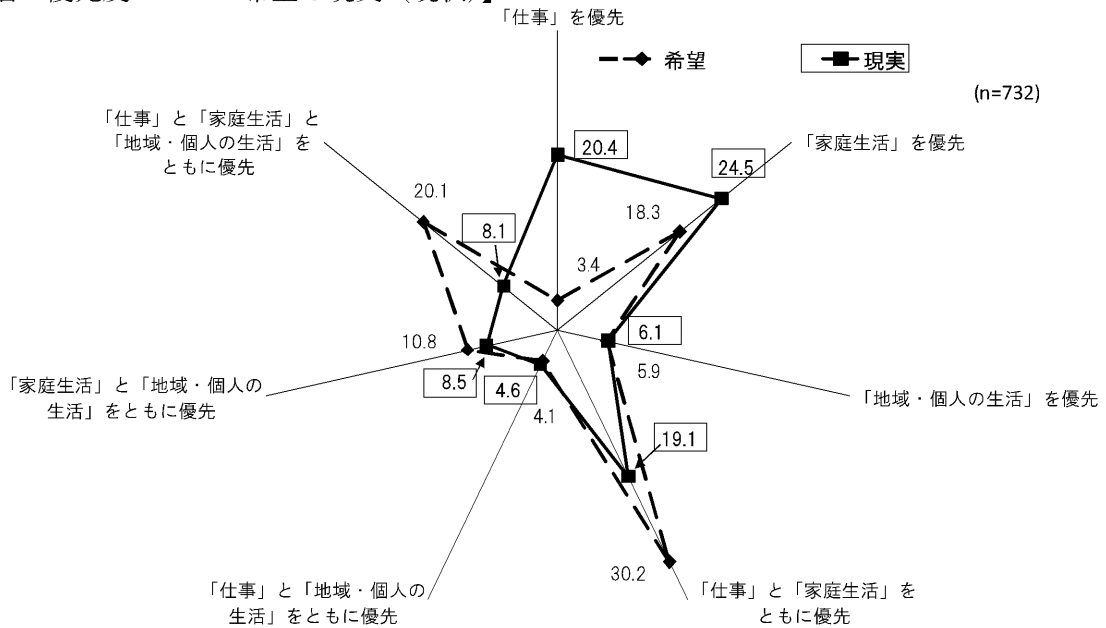 「仕事」を優先
希望
現実
(n=732)
「仕事」と「家庭生活」と
「地域・個人の生活」を
ともに優先
「家庭生活」を優先
20.4
24.5
20.1
18.3
8.1
3.4
6.1
10.8
5.9
8.5
4.6
4.1
「家庭生活」と「地域・個人の
生活」をともに優先
「地域・個人の生活」を優先
19.1
30.2
「仕事」と「地域・個人の
生活」をともに優先
「仕事」と「家庭生活」を
ともに優先